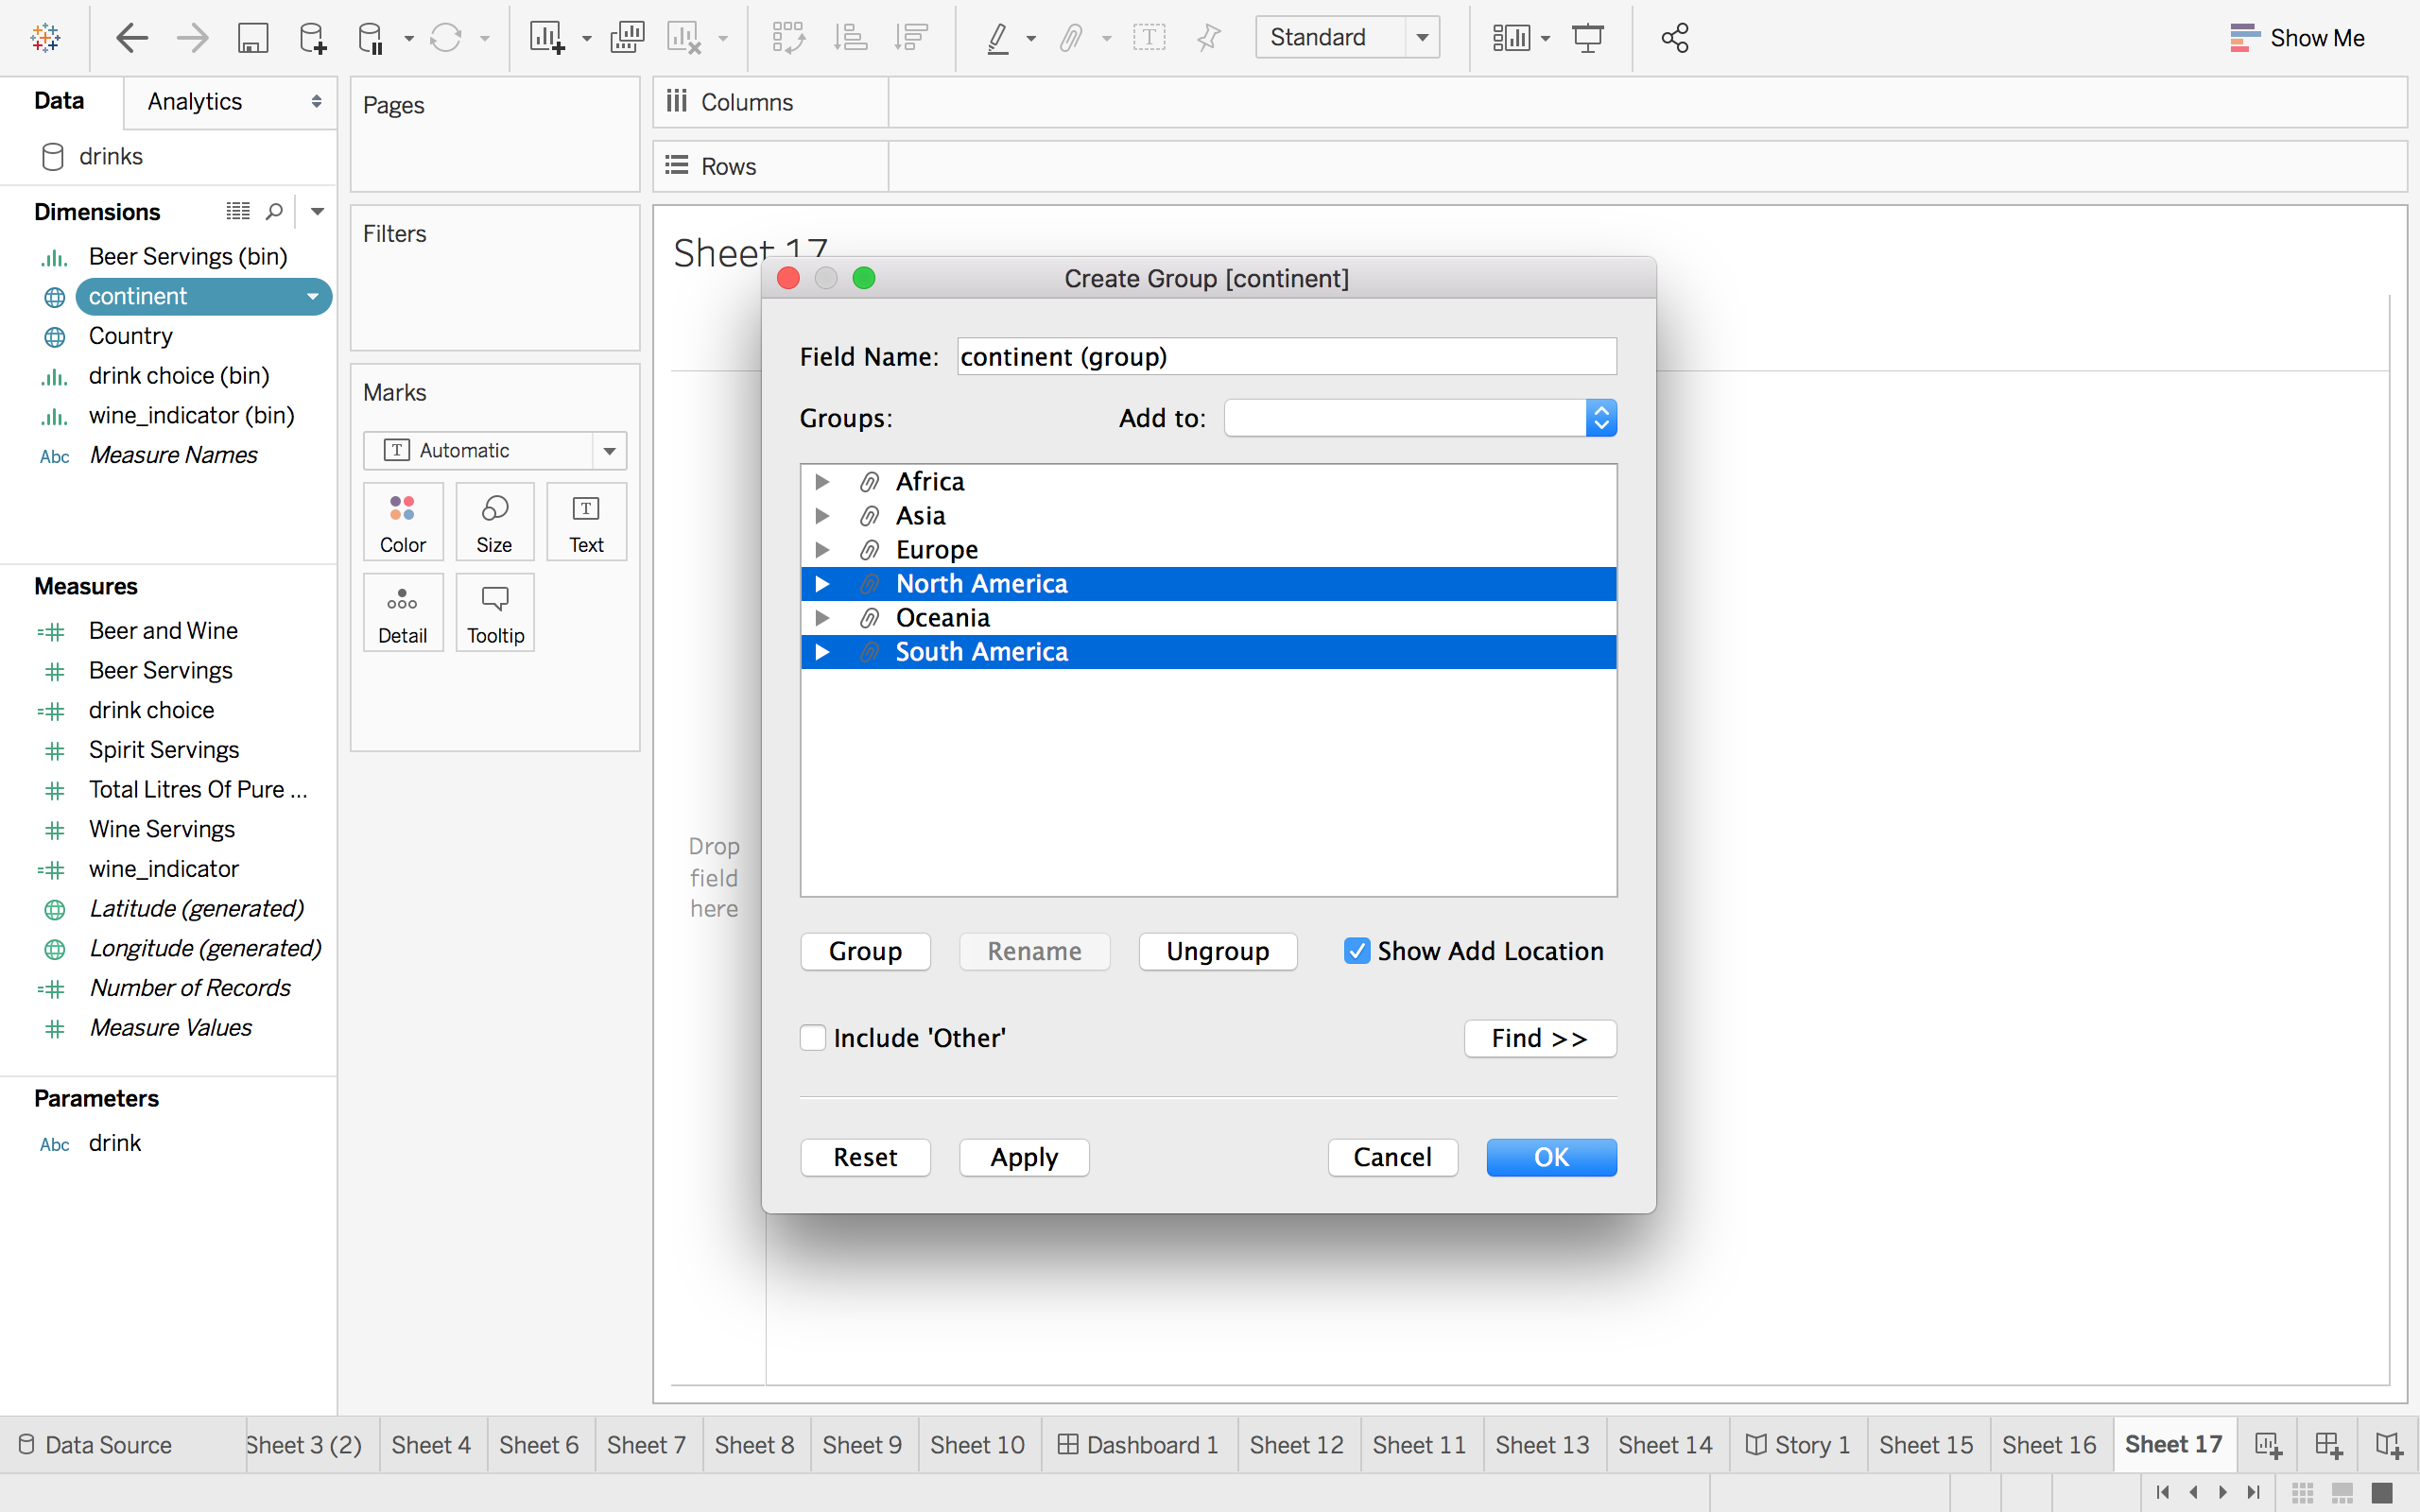 Standard
Show Me
Data
Analytics
drinks
Dimensions
Beer Servings (bin)
continent
Country
drink choice (bin)
wine_indicator (bin)
Abc Measure Names
Measures
Beer and Wine
Beer Servings
drink choice
Spirit Servings
Total Litres Of Pure ...
Wine Servings
wine_indicator
Latitude (generated)
Longitude (generated)
Number of Records
Measure Values
Parameters
Abc drink
Pages
Filters
Marks
T Automatic
Color Size Text
Detail Tooltip
Columns
Rows
Sheet 17
Drop
field
here
Create Group [continent]
Field Name: continent (group)
Groups: Add to:
Africa
Asia
Europe
North America
Oceania
South America
Group Rename Ungroup Show Add Location
Include 'Other' Find >>
Reset Apply Cancel OK
Data Source Sheet 3 (2) Sheet 4 Sheet 6 Sheet 7 Sheet 8 Sheet 9 Sheet 10 Dashboard 1 Sheet 12 Sheet 11 Sheet 13 Sheet 14 Story 1 Sheet 15 Sheet 16 Sheet 17